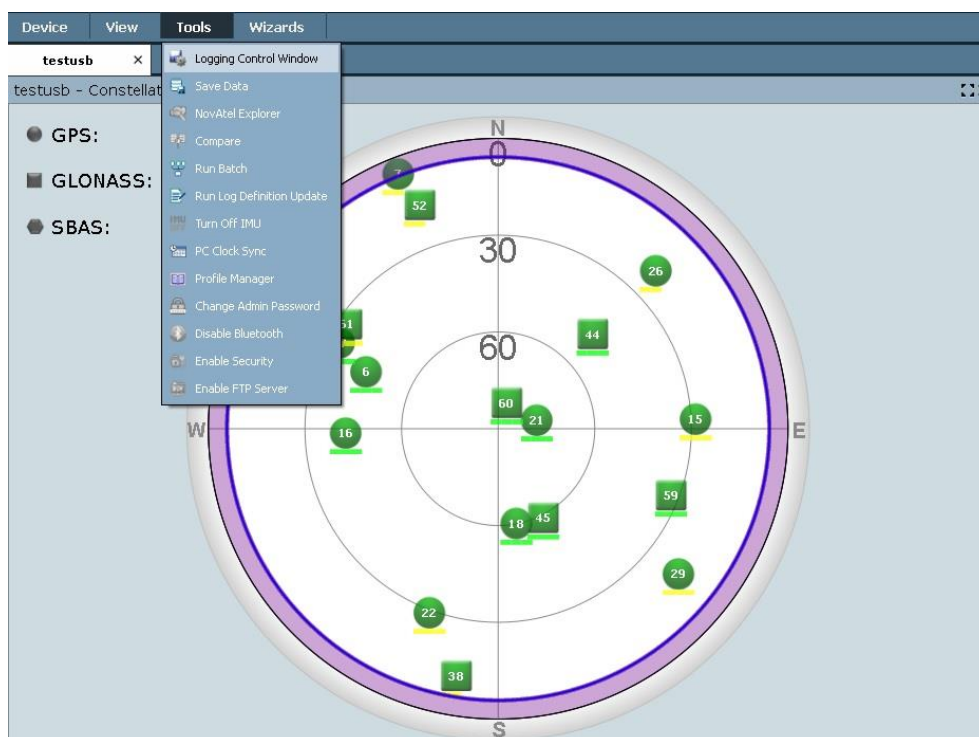 Device View Tools Wizards
testusb ×
testusb - Constellat
Logging Control Window
Save Data
NovAtel Explorer
Compare
Run Batch
Run Log Definition Update
Turn Off IMU
PC Clock Sync
Profile Manager
Change Admin Password
Disable Bluetooth
Enable Security
Enable FTP Server
GPS:
GLONASS:
SBAS:
N
0
7
52
30
26
51
44
60
6
60
21
15
16
W
E
59
18
45
29
22
38
S